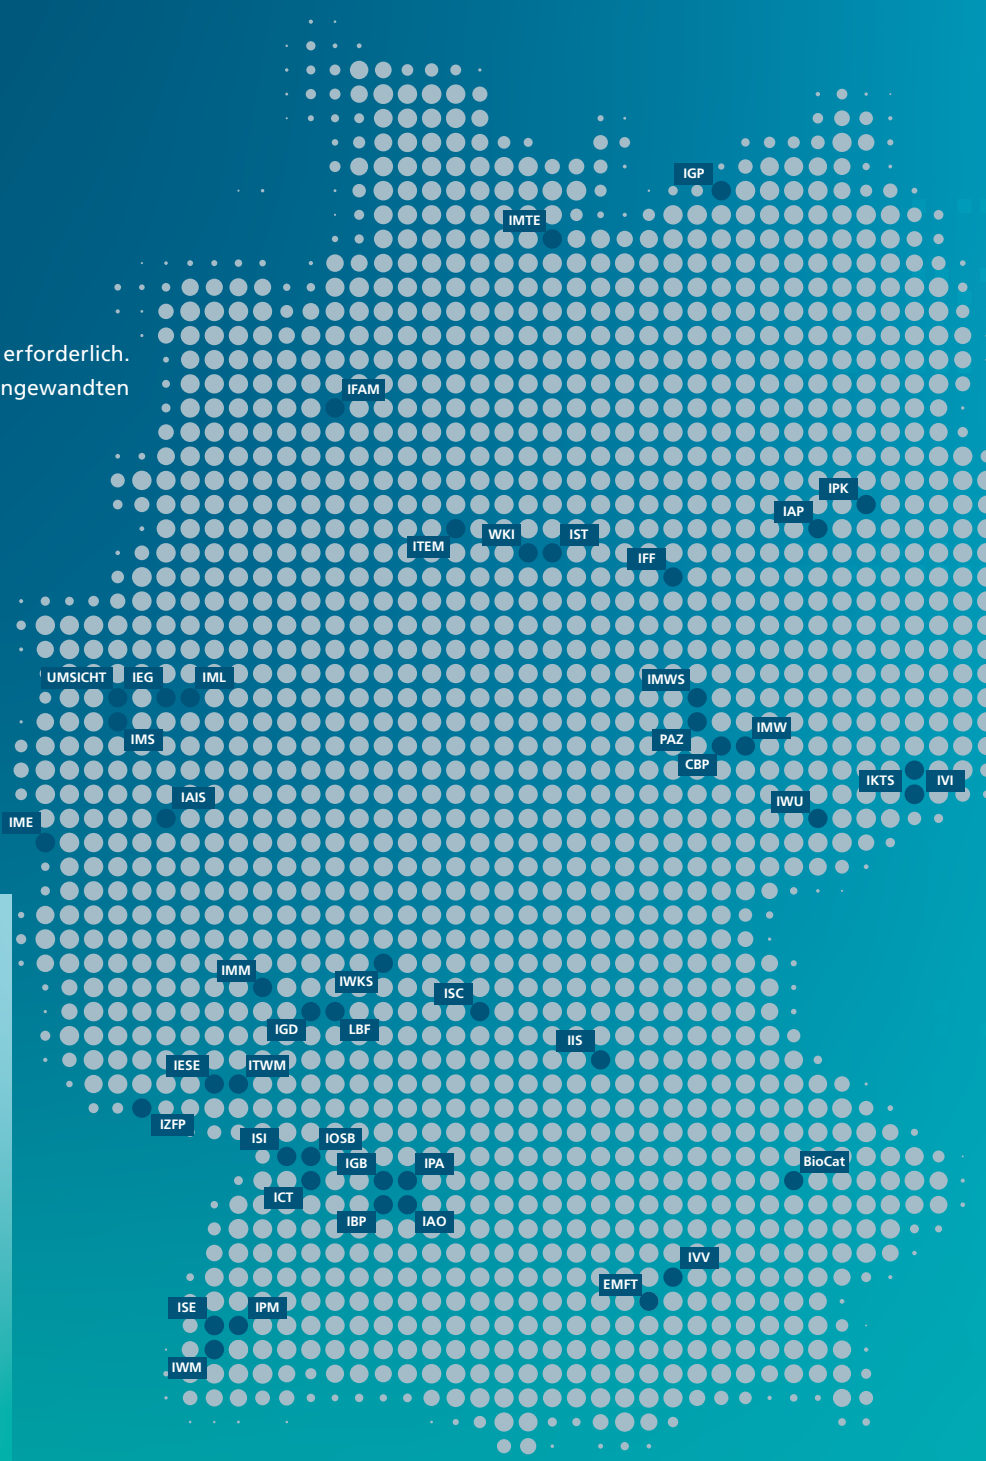 IGP
IMTE
erforderlich.
ngewandten
IFAM
IPK
IAP
ITEM
WKI
IST
IFF
UMSICHT
IEG
IML
IMS
IMWS
PAZ
IMW
CBP
IKTS
IVI
IAIS
IWU
IME
IMM
IWKS
ISC
IGD
LBF
IIS
IESE
ITWM
IZFP
ISI
IOSB
IGB
IPA
BioCat
ICT
IBP
IAO
IVV
EMFT
ISE
IPM
IWM